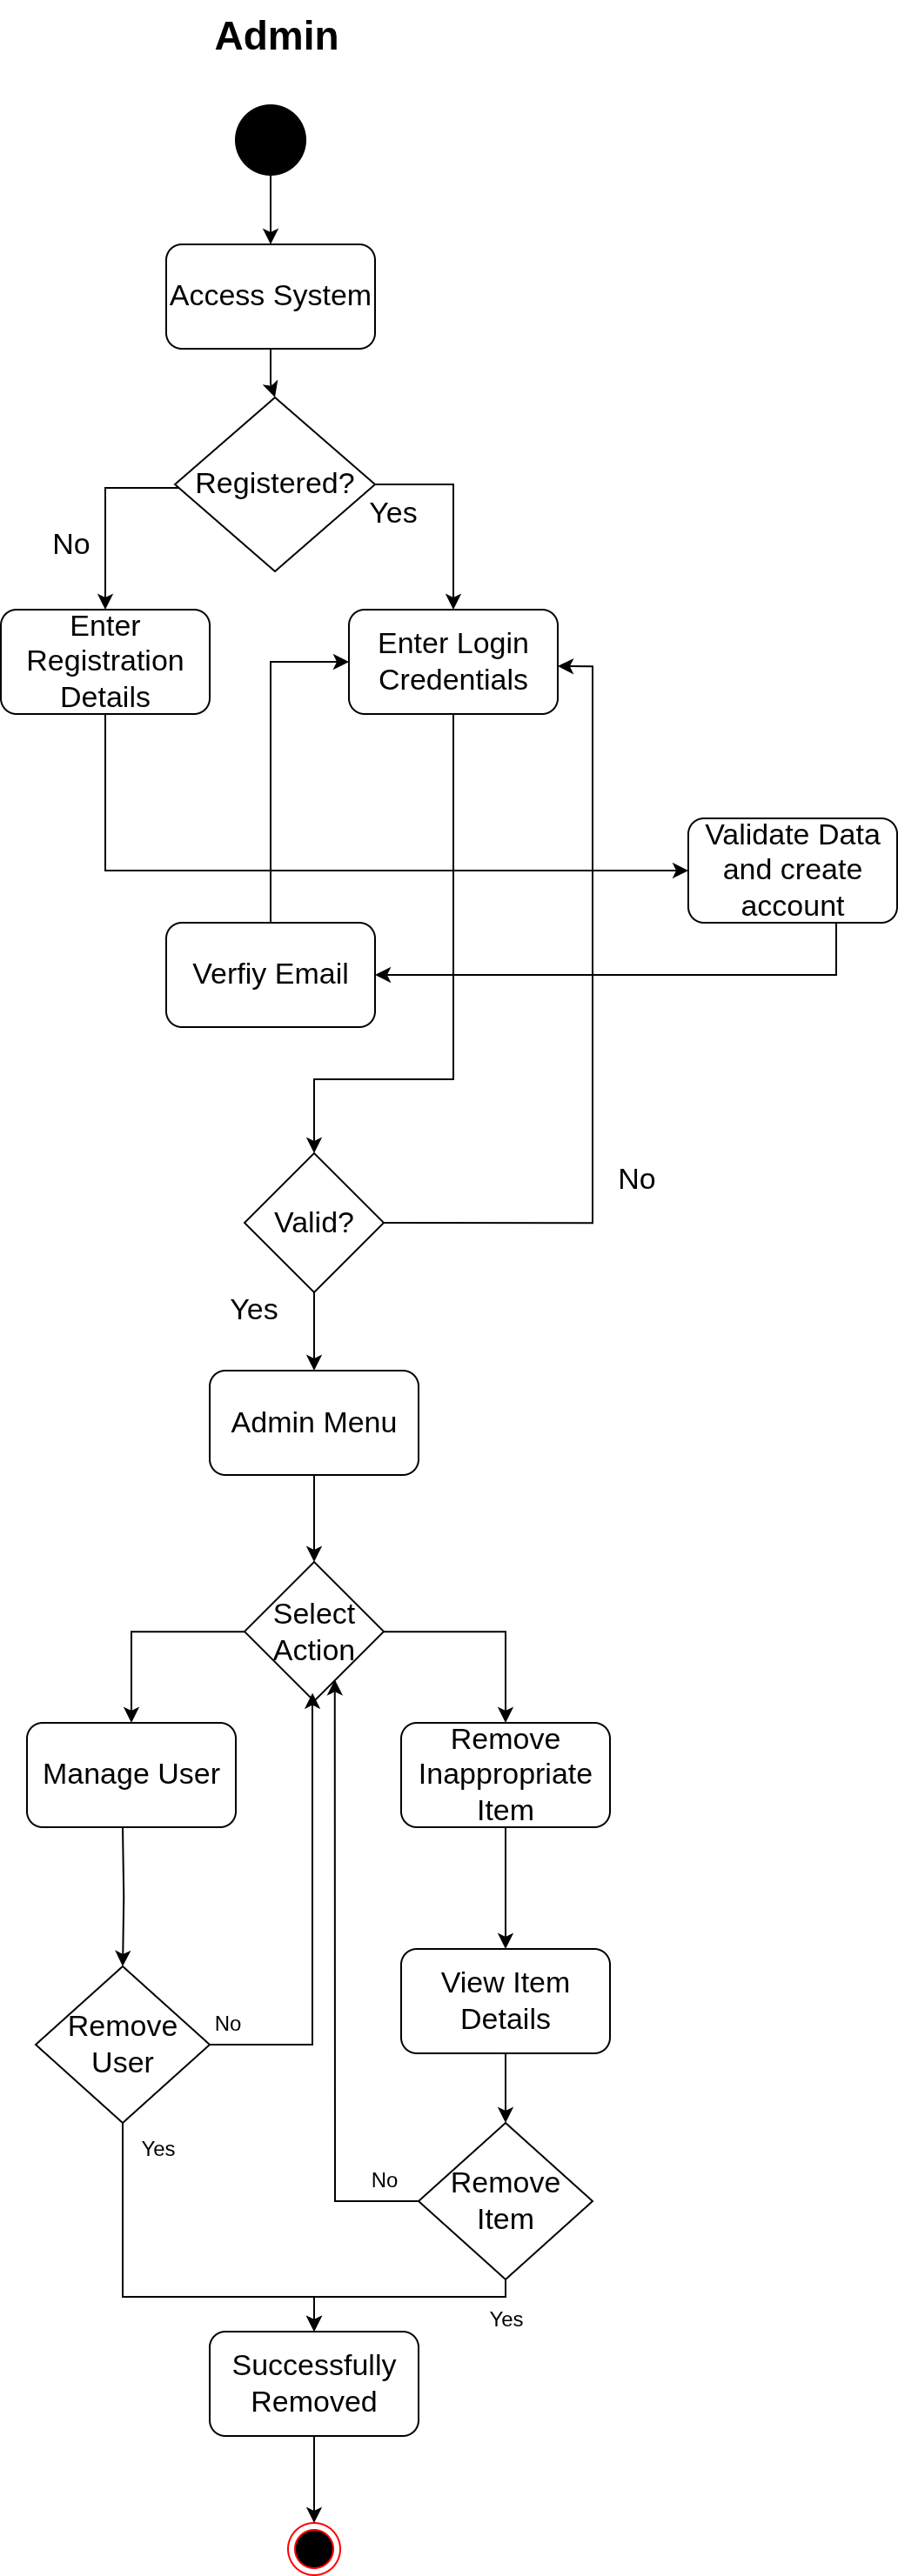 Admin
Access System
Registered?
Yes
No
Enter
Registration
Details
Enter Login
Credentials
Validate Data
and create
account
Verfiy Email
No
Valid?
Yes
Admin Menu
Select
Action
Manage User
Remove
Inappropriate
Item
View Item
Details
No
Remove
User
Yes
No
Remove
Item
Yes
Successfully
Removed